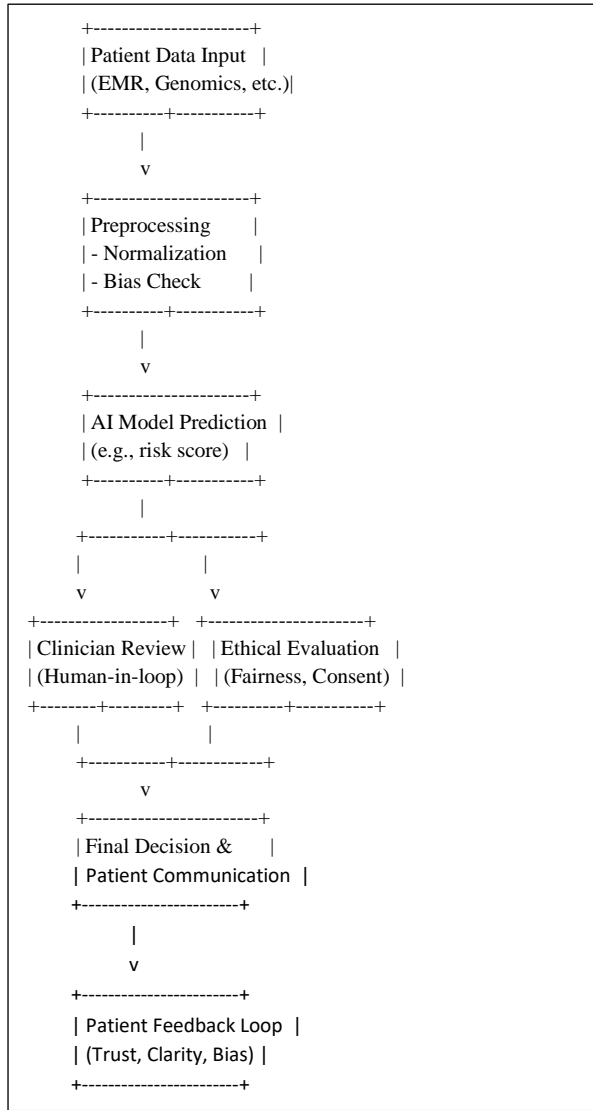 +----------------------+
| Patient Data Input |
| (EMR, Genomics, etc.)|
+----------+-----------+
|
v
+----------------------+
| Preprocessing |
| - Normalization |
| - Bias Check |
+----------+-----------+
|
v
+----------------------+
| AI Model Prediction |
| (e.g., risk score) |
+----------+-----------+
|
+-----------+-----------+
| |
v v
+------------------+ +----------------------+
| Clinician Review | | Ethical Evaluation |
| (Human-in-loop) | | (Fairness, Consent) |
+--------+---------+ +----------+-----------+
| |
+-----------+------------+
v
+------------------------+
| Final Decision & |
| Patient Communication |
+------------------------+
|
v
+------------------------+
| Patient Feedback Loop |
| (Trust, Clarity, Bias) |
+------------------------+